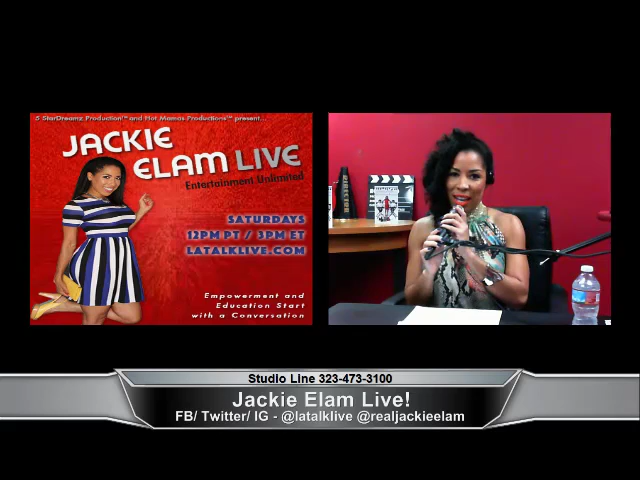 5 StarDreamz Production™ and Hot Mamas Productions™ present...
JACKIE
ELAM LIVE
Entertainment Unlimited
SATURDAYS
12PM PT / 3PM ET
LATALKLIVE.COM
Empowerment and
Education Start
with a Conversation
DIRECTOR
Studio Line 323-473-3100
Jackie Elam Live!
FB/ Twitter/ IG - @latalklive @realjackieelam